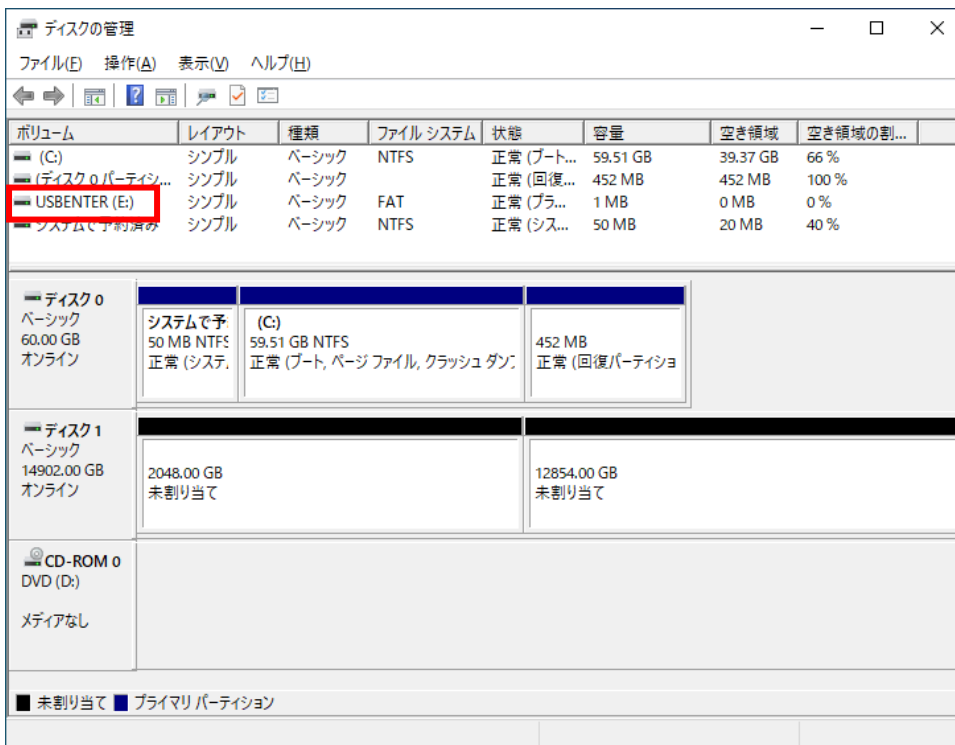 ディスクの管理
ファイル(F) 操作(A) 表示(V) ヘルプ(H)
ボリューム レイアウト 種類 ファイル システム 状態 容量 空き領域 空き領域の割...
(C:) シンプル ベーシック NTFS 正常 (ブート... 59.51 GB 39.37 GB 66 %
(ディスク 0 パーティシ... シンプル ベーシック 正常 (回復... 452 MB 452 MB 100 %
USBENTER (E:) シンプル ベーシック FAT 正常 (プラ... 1 MB 0 MB 0 %
システムで予約済み シンプル ベーシック NTFS 正常 (シス... 50 MB 20 MB 40 %
ディスク 0
ベーシック
60.00 GB
オンライン
システムで予
50 MB NTFS
正常 (システ
(C:)
59.51 GB NTFS
正常 (ブート, ページ ファイル, クラッシュ ダンプ
452 MB
正常 (回復パーティショ
ディスク 1
ベーシック
14902.00 GB
オンライン
2048.00 GB
未割り当て
12854.00 GB
未割り当て
CD-ROM 0
DVD (D:)
メディアなし
未割り当て プライマリ パーティション